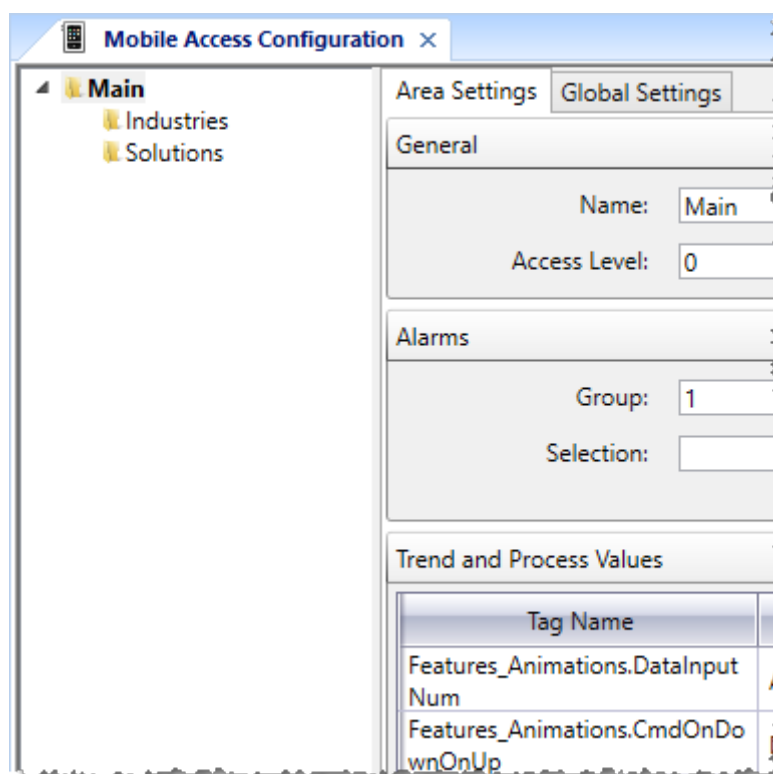 Mobile Access Configuration
Main
Industries
Solutions
Area Settings
Global Settings
General
Name:
Main
Access Level:
0
Alarms
Group:
1
Selection:
Trend and Process Values
Tag Name
Features_Animations.DataInput
Num
Features_Animations.CmdOnDo
wnOnUp